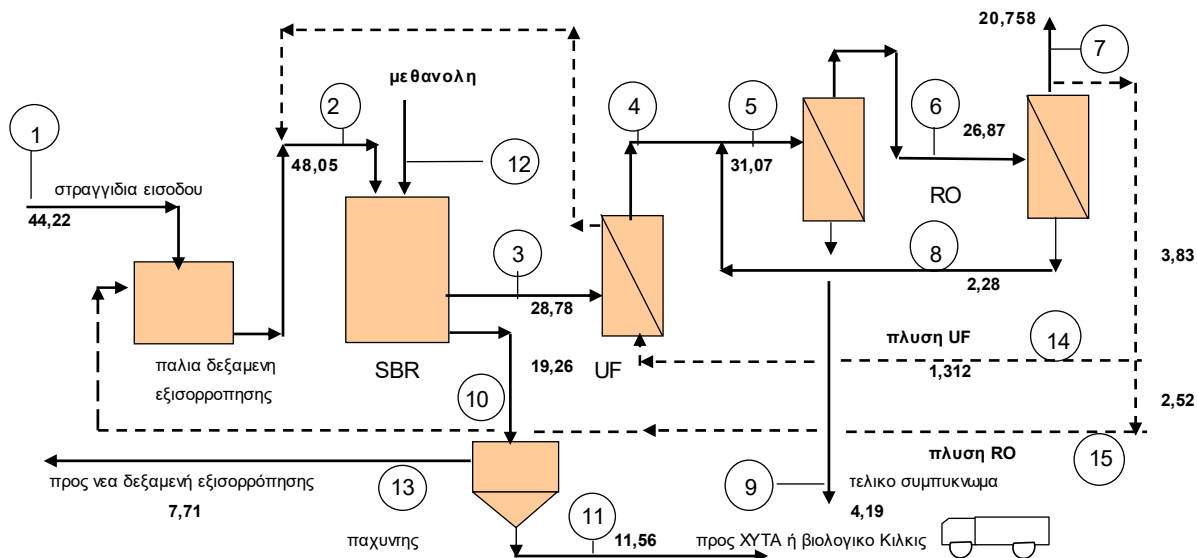 20,758
7
μεθανολη
2
4
5
6
1
26,87
48,05
31,07
12
στραγγιδια εισοδου
RO
44,22
3
8
3,83
2,28
28,78
πλυση UF
14
παλια δεξαμενη
εξισορροπησης
SBR
19,26
UF
1,312
10
2,52
πλυση RO
15
προς νεα δεξαμενή εξισορρόπησης
13
9
τελικο συμπυκνωμα
7,71
4,19
11
παχυντης
11,56
προς ΧΥΤΑ ή βιολογικο Κιλκις